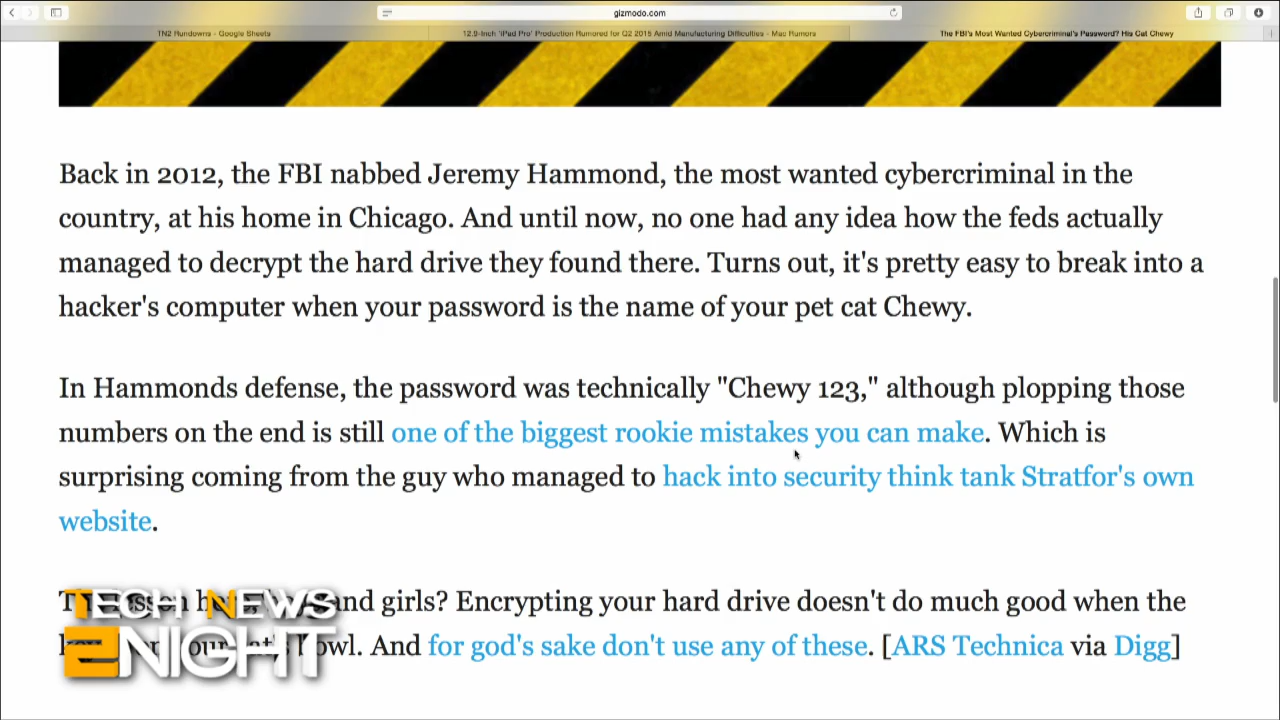 gizmodo.com
TN2 Rundowns - Google Sheets
12.9-Inch 'iPad Pro' Production Rumored for Q2 2015 Amid Manufacturing Difficulties - Mac Rumors
The FBI's Most Wanted Cybercriminal's Password? His Cat Chewy
Back in 2012, the FBI nabbed Jeremy Hammond, the most wanted cybercriminal in the
country, at his home in Chicago. And until now, no one had any idea how the feds actually
managed to decrypt the hard drive they found there. Turns out, it's pretty easy to break into a
hacker's computer when your password is the name of your pet cat Chewy.
In Hammonds defense, the password was technically "Chewy 123," although plopping those
numbers on the end is still one of the biggest rookie mistakes you can make. Which is
surprising coming from the guy who managed to hack into security think tank Stratfor's own
website.
and girls? Encrypting your hard drive doesn't do much good when the
bowl. And for god's sake don't use any of these. [ARS Technica via Digg]
TECH NEWS
2NIGHT